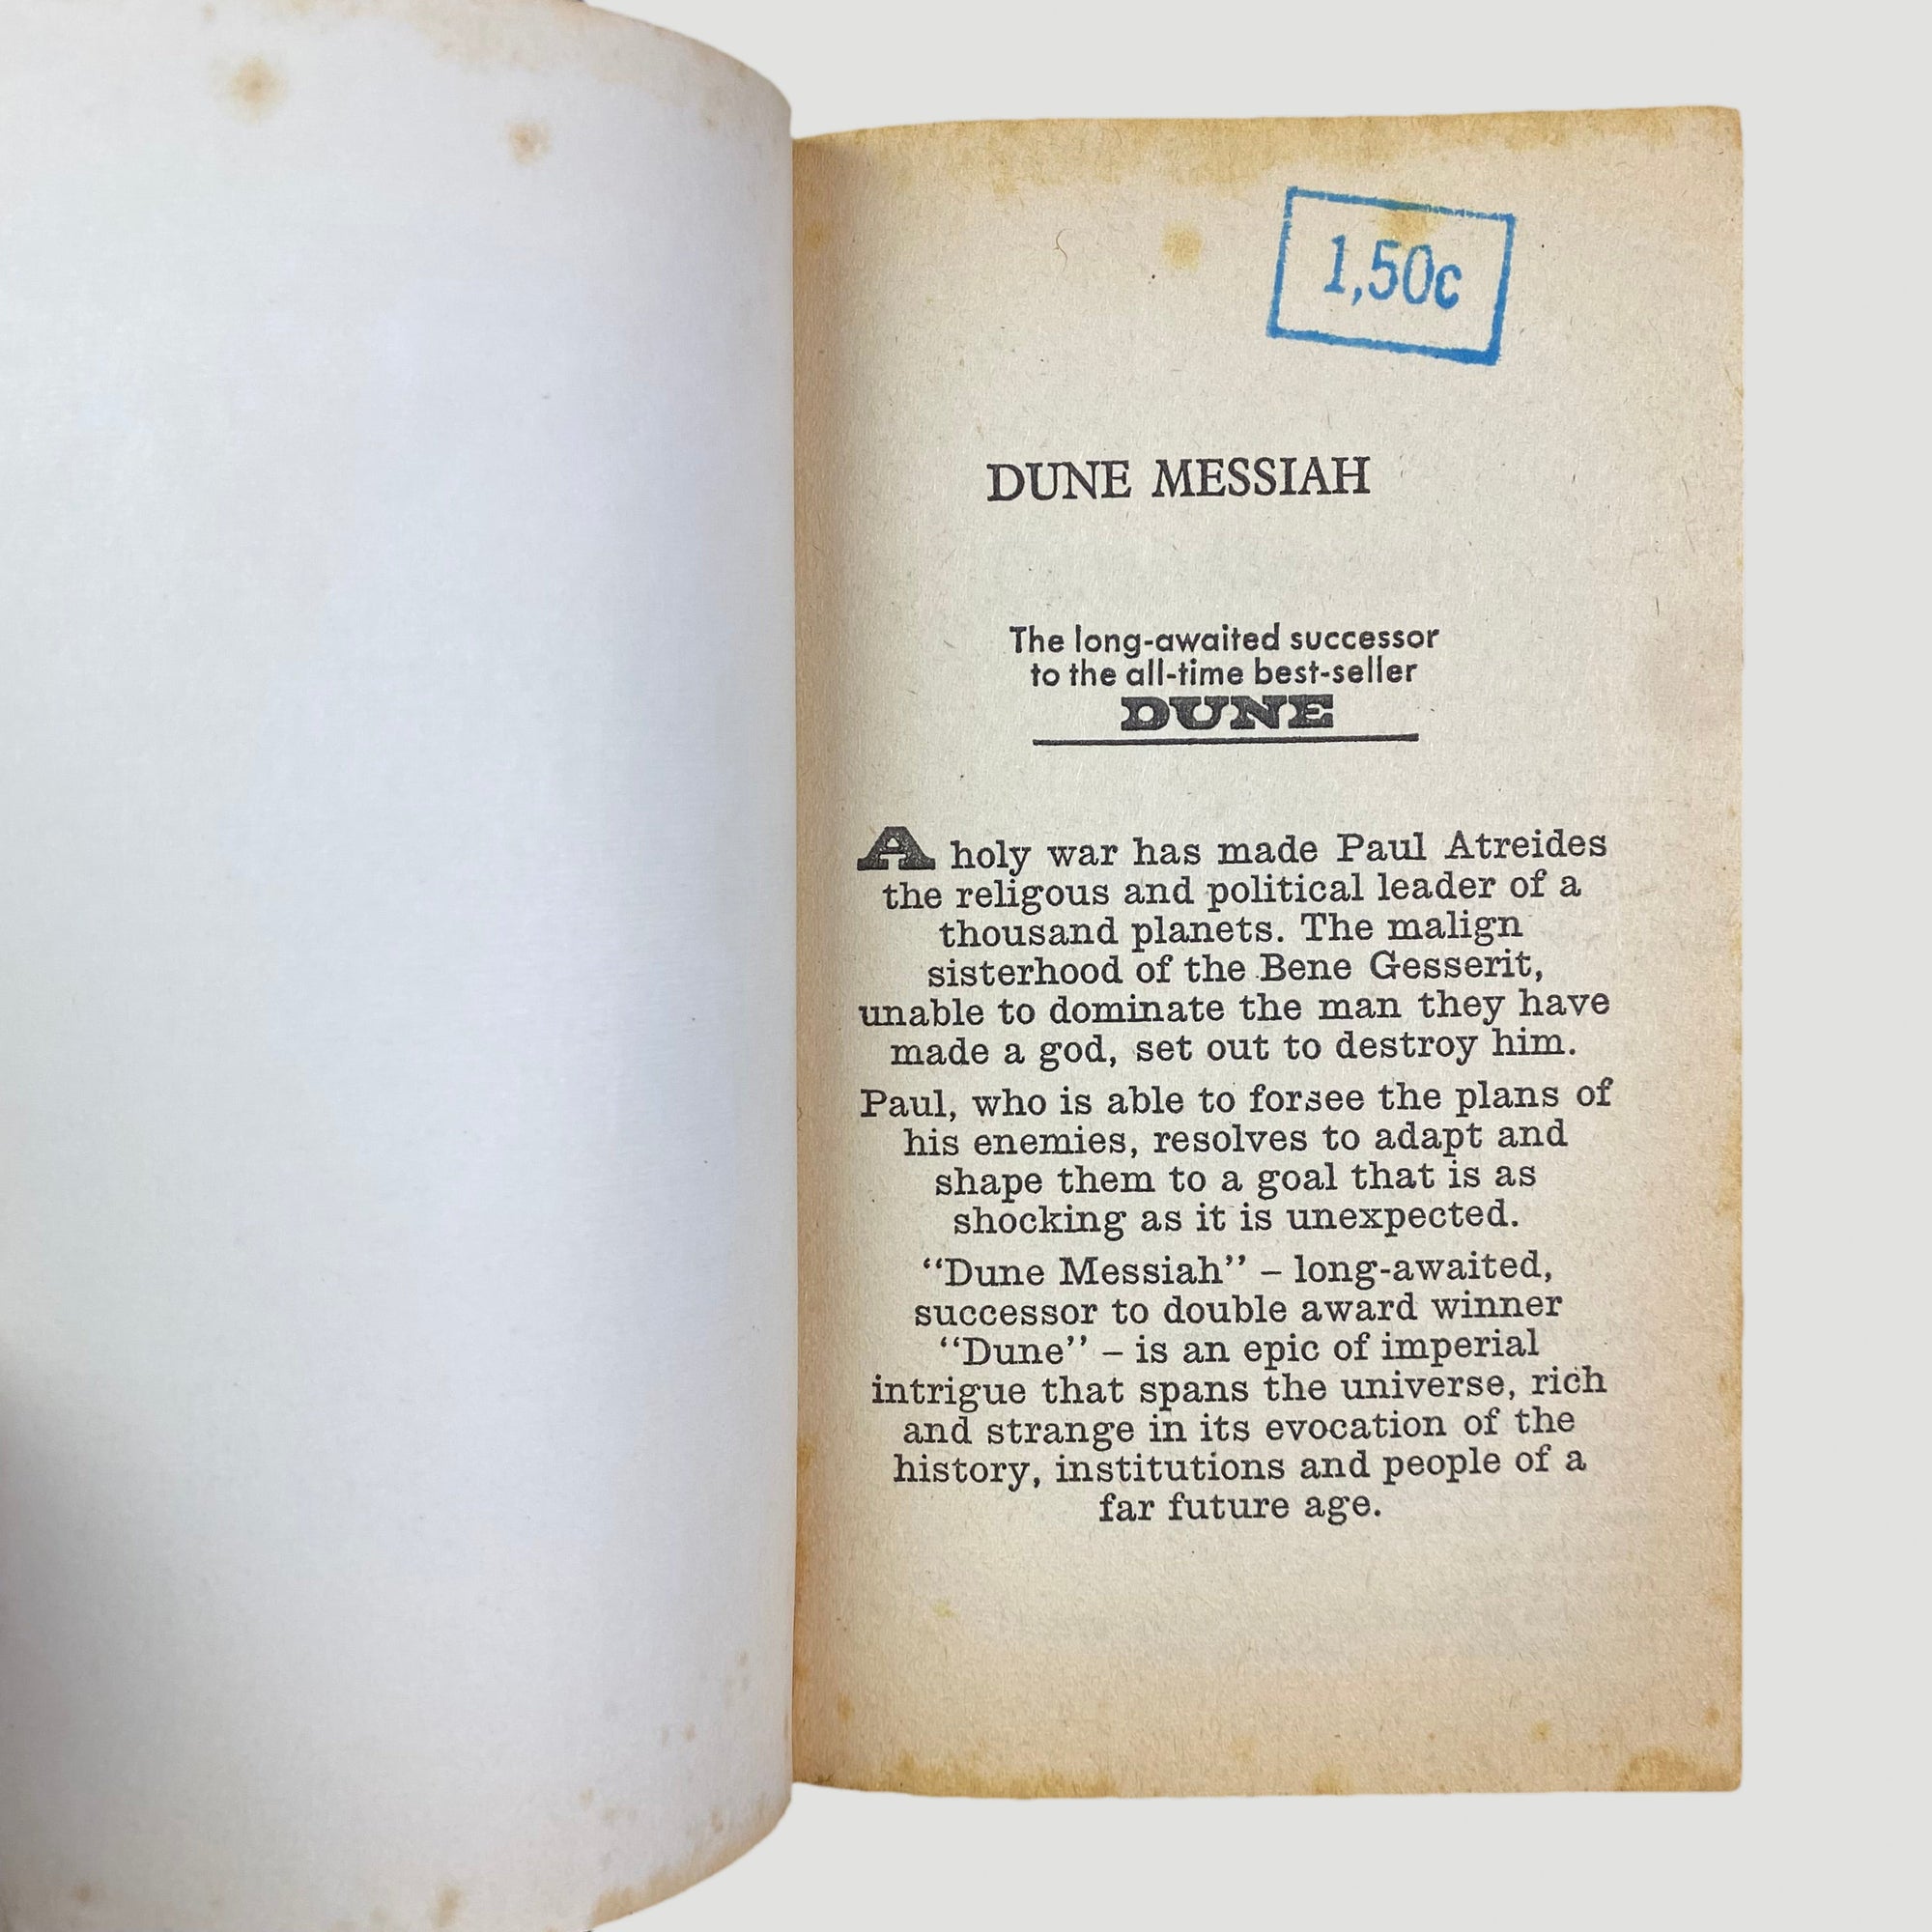 1,50c
DUNE MESSIAH
The long-awaited successor
to the all-time best-seller
DUNE
A holy war has made Paul Atreides
the religous and political leader of a
thousand planets. The malign
sisterhood of the Bene Gesserit,
unable to dominate the man they have
made a god, set out to destroy him.
Paul, who is able to forsee the plans of
his enemies, resolves to adapt and
shape them to a goal that is as
shocking as it is unexpected.
“Dune Messiah” – long-awaited,
successor to double award winner
“Dune” – is an epic of imperial
intrigue that spans the universe, rich
and strange in its evocation of the
history, institutions and people of a
far future age.